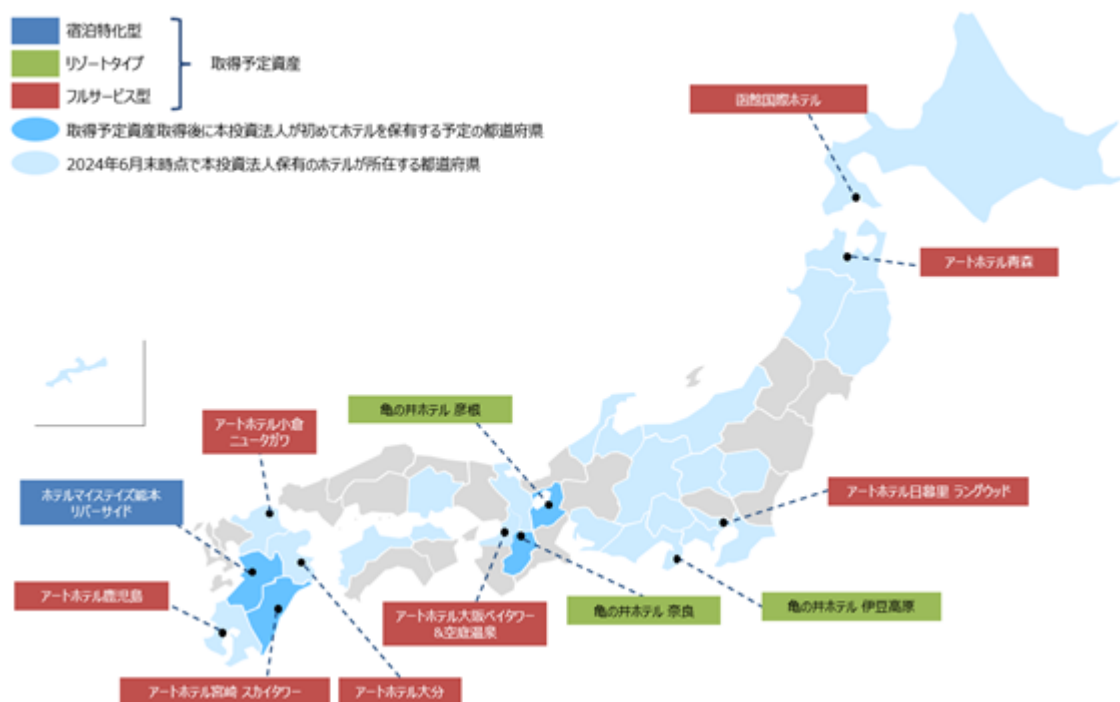 宿泊特化型
リゾートタイプ
フルサービス型
取得予定資産
取得予定資産取得後に本投資法人が初めてホテルを保有する予定の都道府県
2024年6月末時点で本投資法人保有のホテルが所在する都道府県
函館国際ホテル
アートホテル青森
亀の井ホテル 彦根
アートホテル小倉
ニュータガワ
ホテルマイステイズ熊本
リバーサイド
アートホテル日暮里 ラングウッド
アートホテル鹿児島
アートホテル大阪ベイタワー
&空庭温泉
亀の井ホテル 奈良
亀の井ホテル 伊豆高原
アートホテル宮崎 スカイタワー
アートホテル大分